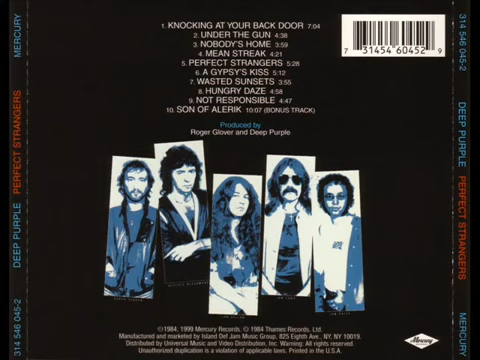 1. KNOCKING AT YOUR BACK DOOR 7:04
2. UNDER THE GUN 4:38
3. NOBODY'S HOME 3:59
4. MEAN STREAK 4:21
5. PERFECT STRANGERS 5:28
6. A GYPSY'S KISS 5:12
7. WASTED SUNSETS 3:55
8. HUNGRY DAZE 4:58
9. NOT RESPONSIBLE 4:47
10. SON OF ALERIK 10:07 (BONUS TRACK)
Produced by
Roger Glover and Deep Purple
7 31454 60452 9
314 546 045-2 DEEP PURPLE PERFECT STRANGERS MERCURY
314 546 045-2 DEEP PURPLE PERFECT STRANGERS MERCURY
℗ 1984, 1999 Mercury Records. © 1984 Thames Records. Ltd.
Manufactured and marketed by Island Def Jam Music Group, 825 Eighth Ave., NY, NY 10019.
Distributed by Universal Music and Video Distribution, Inc. Warning: All rights reserved.
Unauthorized duplication is a violation of applicable laws. Printed in the U.S.A.
Mercury